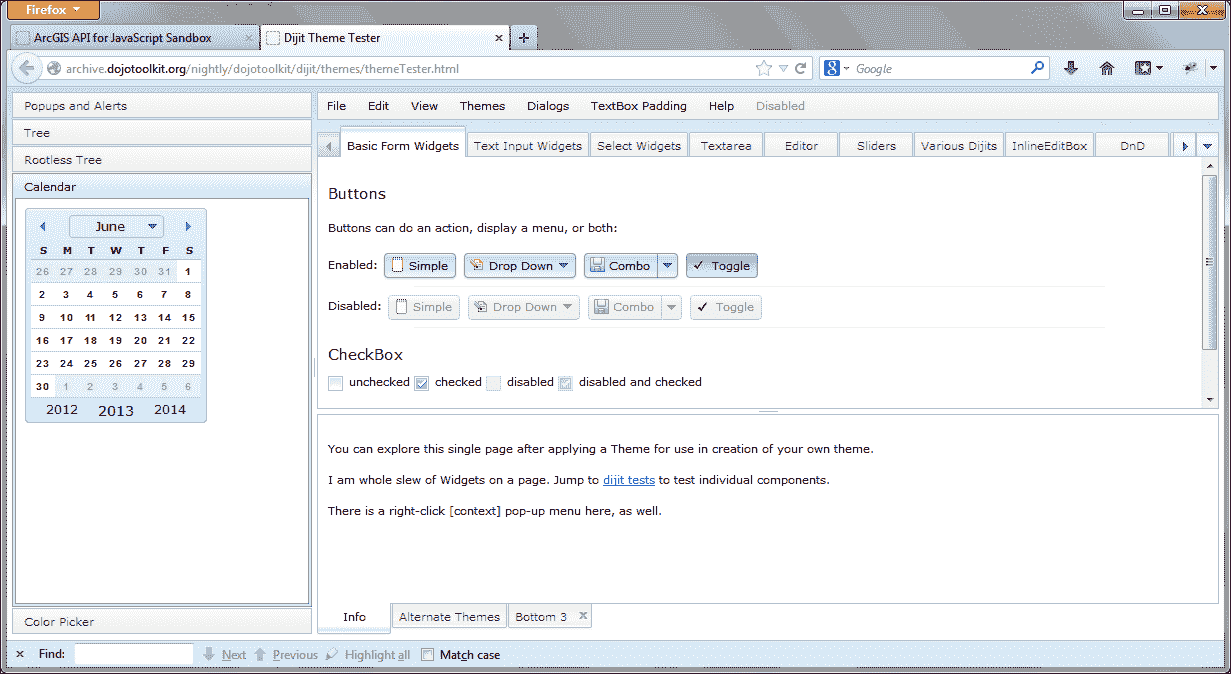 Firefox
ArcGIS API for JavaScript Sandbox × Dijit Theme Tester × +
archive.dojotoolkit.org/nightly/dojotoolkit/dijit/themes/themeTester.html 8 Google
Popups and Alerts
Tree
Rootless Tree
Calendar
June
S M T W T F S
26 27 28 29 30 31 1
2 3 4 5 6 7 8
9 10 11 12 13 14 15
16 17 18 19 20 21 22
23 24 25 26 27 28 29
30 1 2 3 4 5 6
2012 2013 2014
Color Picker
File Edit View Themes Dialogs TextBox Padding Help Disabled
Basic Form Widgets Text Input Widgets Select Widgets Textarea Editor Sliders Various Dijits InlineEditBox DnD
Buttons
Buttons can do an action, display a menu, or both:
Enabled: Simple Drop Down Combo ✓ Toggle
Disabled: Simple Drop Down Combo ✓ Toggle
CheckBox
unchecked checked disabled disabled and checked
You can explore this single page after applying a Theme for use in creation of your own theme.
I am whole slew of Widgets on a page. Jump to dijit tests to test individual components.
There is a right-click [context] pop-up menu here, as well.
Info Alternate Themes Bottom 3 ×
× Find: Next Previous Highlight all Match case